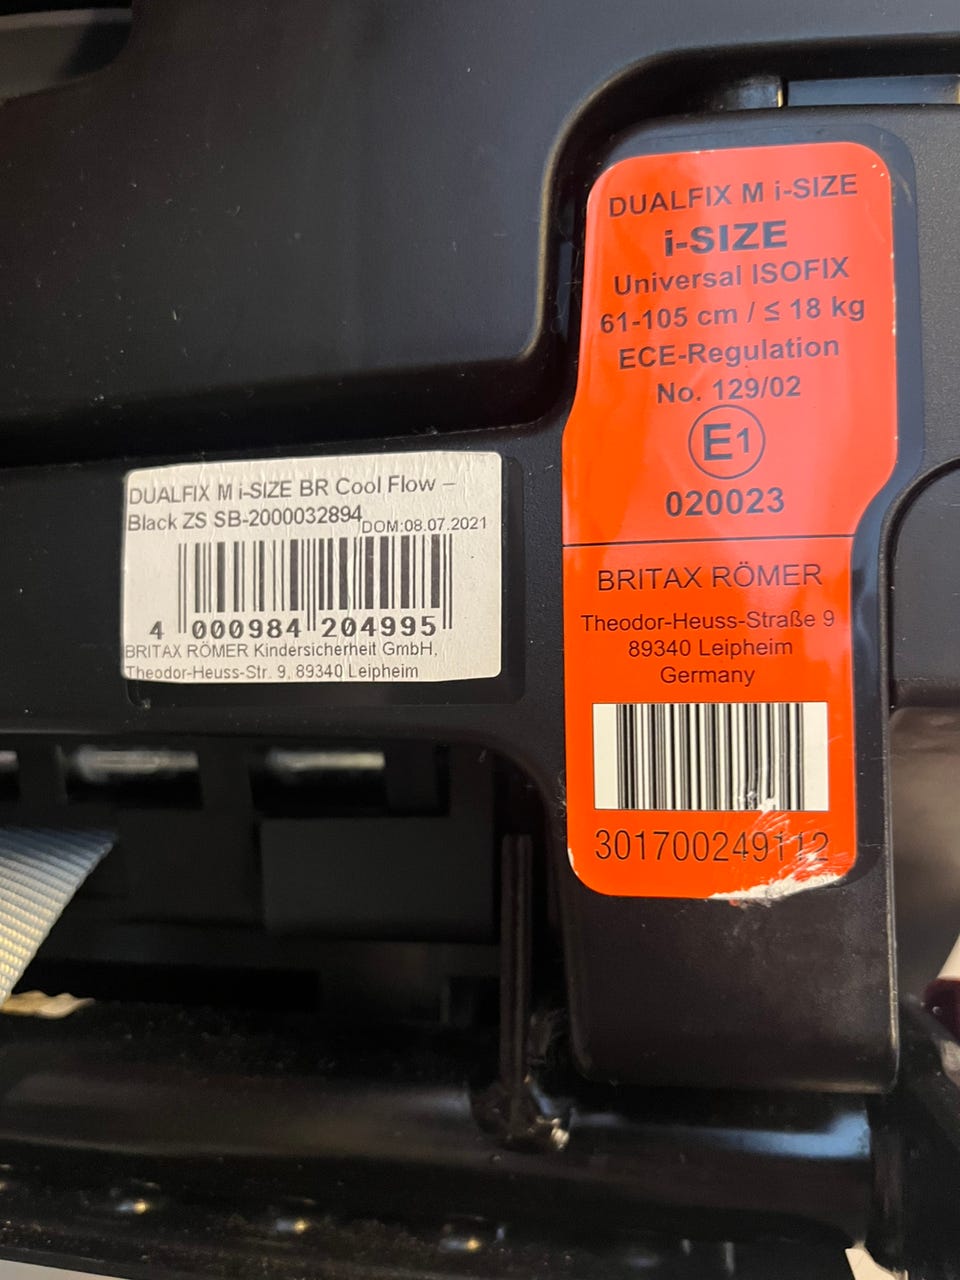 DUALFIX M i-SIZE
i-SIZE
Universal ISOFIX
61-105 cm / ≤ 18 kg
ECE-Regulation
No. 129/02
E1
020023
BRITAX RÖMER
Theodor-Heuss-Straße 9
89340 Leipheim
Germany
301700249112
DUALFIX M i-SIZE BR Cool Flow –
Black ZS SB-2000032894 DOM:08.07.2021
4 000984 204995
BRITAX RÖMER Kindersicherheit GmbH,
Theodor-Heuss-Str. 9, 89340 Leipheim